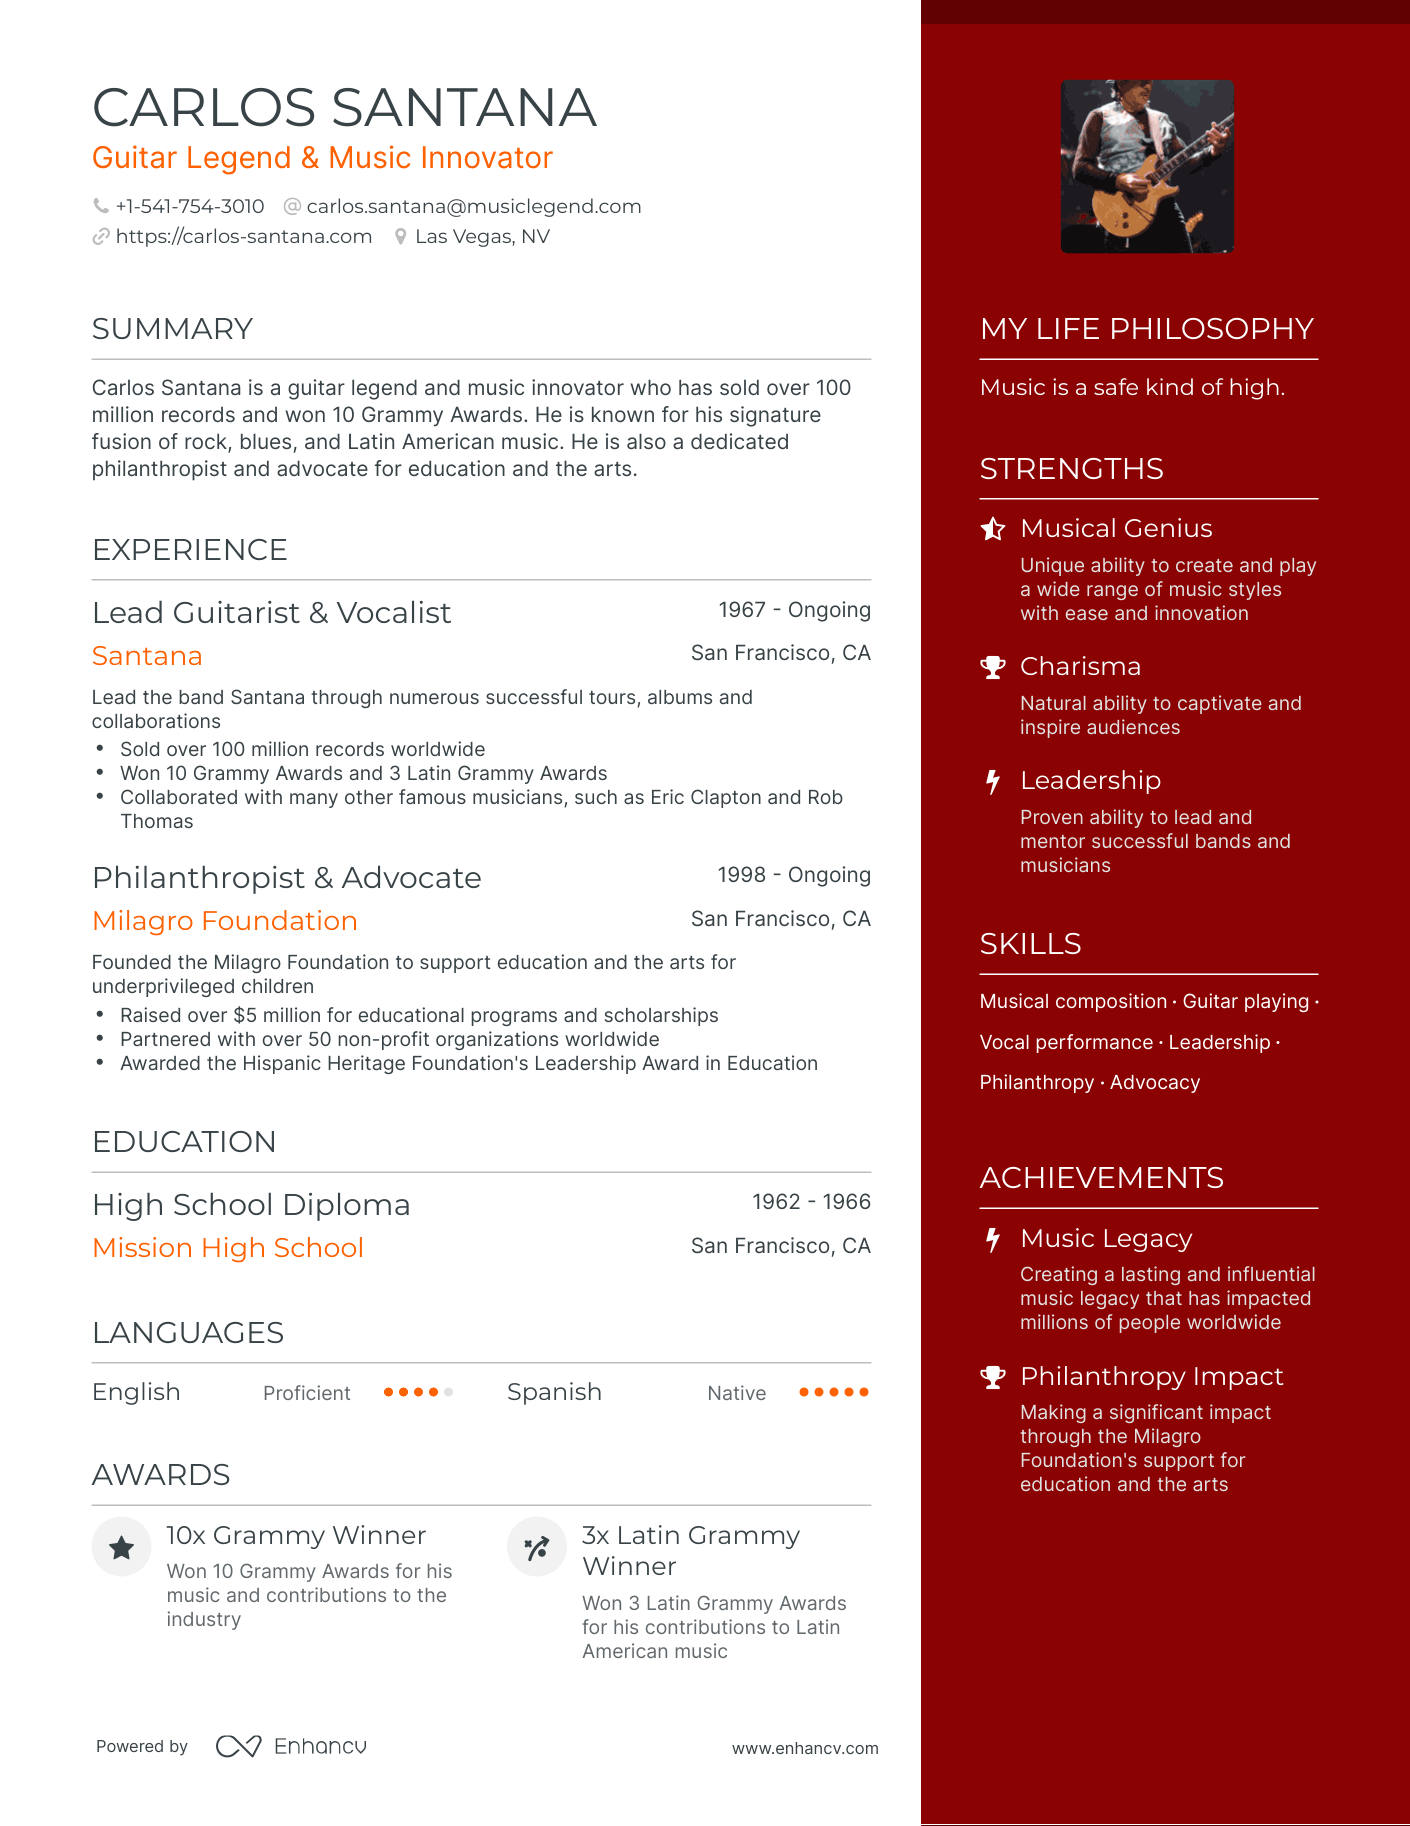 CARLOS SANTANA
Guitar Legend & Music Innovator
+1-541-754-3010 carlos.santana@musiclegend.com
https://carlos-santana.com Las Vegas, NV
SUMMARY
Carlos Santana is a guitar legend and music innovator who has sold over 100
million records and won 10 Grammy Awards. He is known for his signature
fusion of rock, blues, and Latin American music. He is also a dedicated
philanthropist and advocate for education and the arts.
EXPERIENCE
Lead Guitarist & Vocalist 1967 - Ongoing
Santana San Francisco, CA
Lead the band Santana through numerous successful tours, albums and
collaborations
• Sold over 100 million records worldwide
• Won 10 Grammy Awards and 3 Latin Grammy Awards
• Collaborated with many other famous musicians, such as Eric Clapton and Rob
Thomas
Philanthropist & Advocate 1998 - Ongoing
Milagro Foundation San Francisco, CA
Founded the Milagro Foundation to support education and the arts for
underprivileged children
• Raised over $5 million for educational programs and scholarships
• Partnered with over 50 non-profit organizations worldwide
• Awarded the Hispanic Heritage Foundation's Leadership Award in Education
EDUCATION
High School Diploma 1962 - 1966
Mission High School San Francisco, CA
LANGUAGES
English Proficient Spanish Native
AWARDS
10x Grammy Winner
Won 10 Grammy Awards for his
music and contributions to the
industry
3x Latin Grammy
Winner
Won 3 Latin Grammy Awards
for his contributions to Latin
American music
MY LIFE PHILOSOPHY
Music is a safe kind of high.
STRENGTHS
Musical Genius
Unique ability to create and play
a wide range of music styles
with ease and innovation
Charisma
Natural ability to captivate and
inspire audiences
Leadership
Proven ability to lead and
mentor successful bands and
musicians
SKILLS
Musical composition · Guitar playing ·
Vocal performance · Leadership ·
Philanthropy · Advocacy
ACHIEVEMENTS
Music Legacy
Creating a lasting and influential
music legacy that has impacted
millions of people worldwide
Philanthropy Impact
Making a significant impact
through the Milagro
Foundation's support for
education and the arts
Powered by Enhancv www.enhancv.com